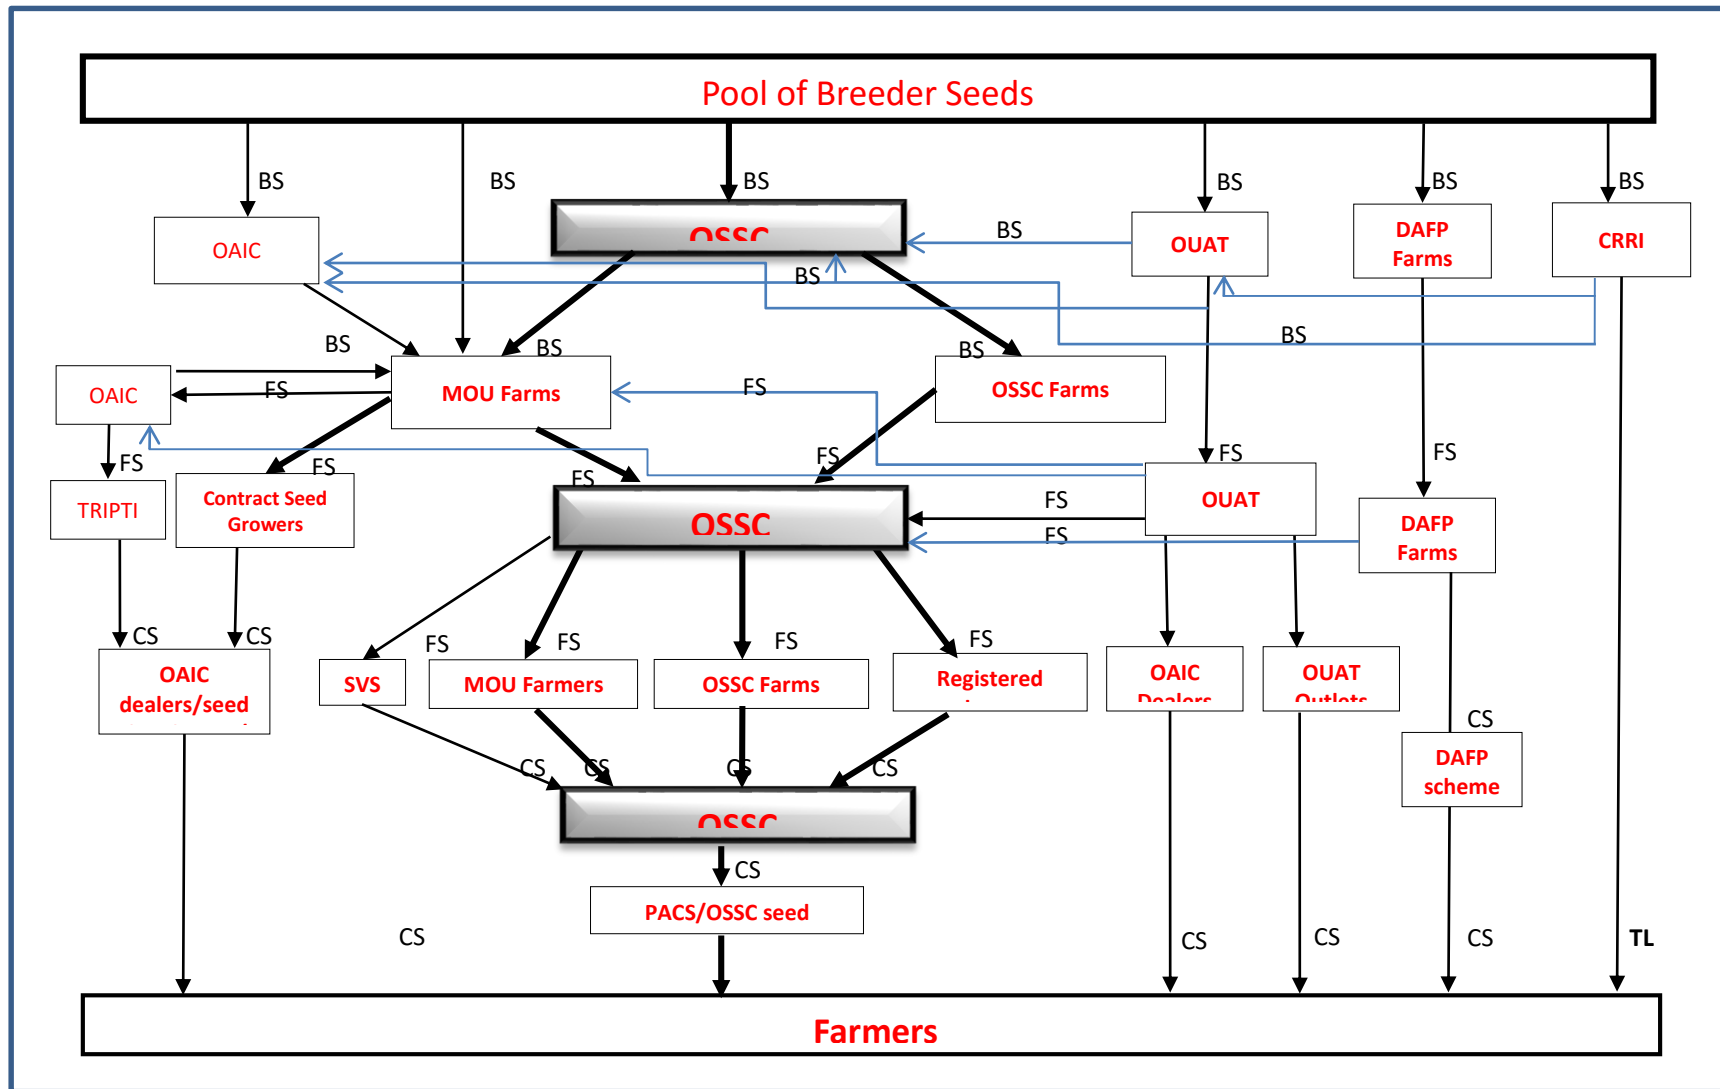 Pool of Breeder Seeds
BS
BS
BS
BS
BS
BS
OAIC
OSSC
OUAT
DAFP
Farms
CRRI
BS
BS
BS
BS
BS
BS
OAIC
FS
MOU Farms
FS
OSSC Farms
FS
FS
FS
FS
FS
FS
TRIPTI
Contract Seed
Growers
OSSC
FS
FS
OUAT
DAFP
Farms
CS
CS
FS
FS
FS
FS
OAIC
dealers/seed
SVS
MOU Farmers
OSSC Farms
Registered
OAIC
Dealers
OUAT
Outlets
CS
DAFP
scheme
CS
CS
CS
CS
OSSC
CS
PACS/OSSC seed
CS
CS
CS
CS
TL
Farmers